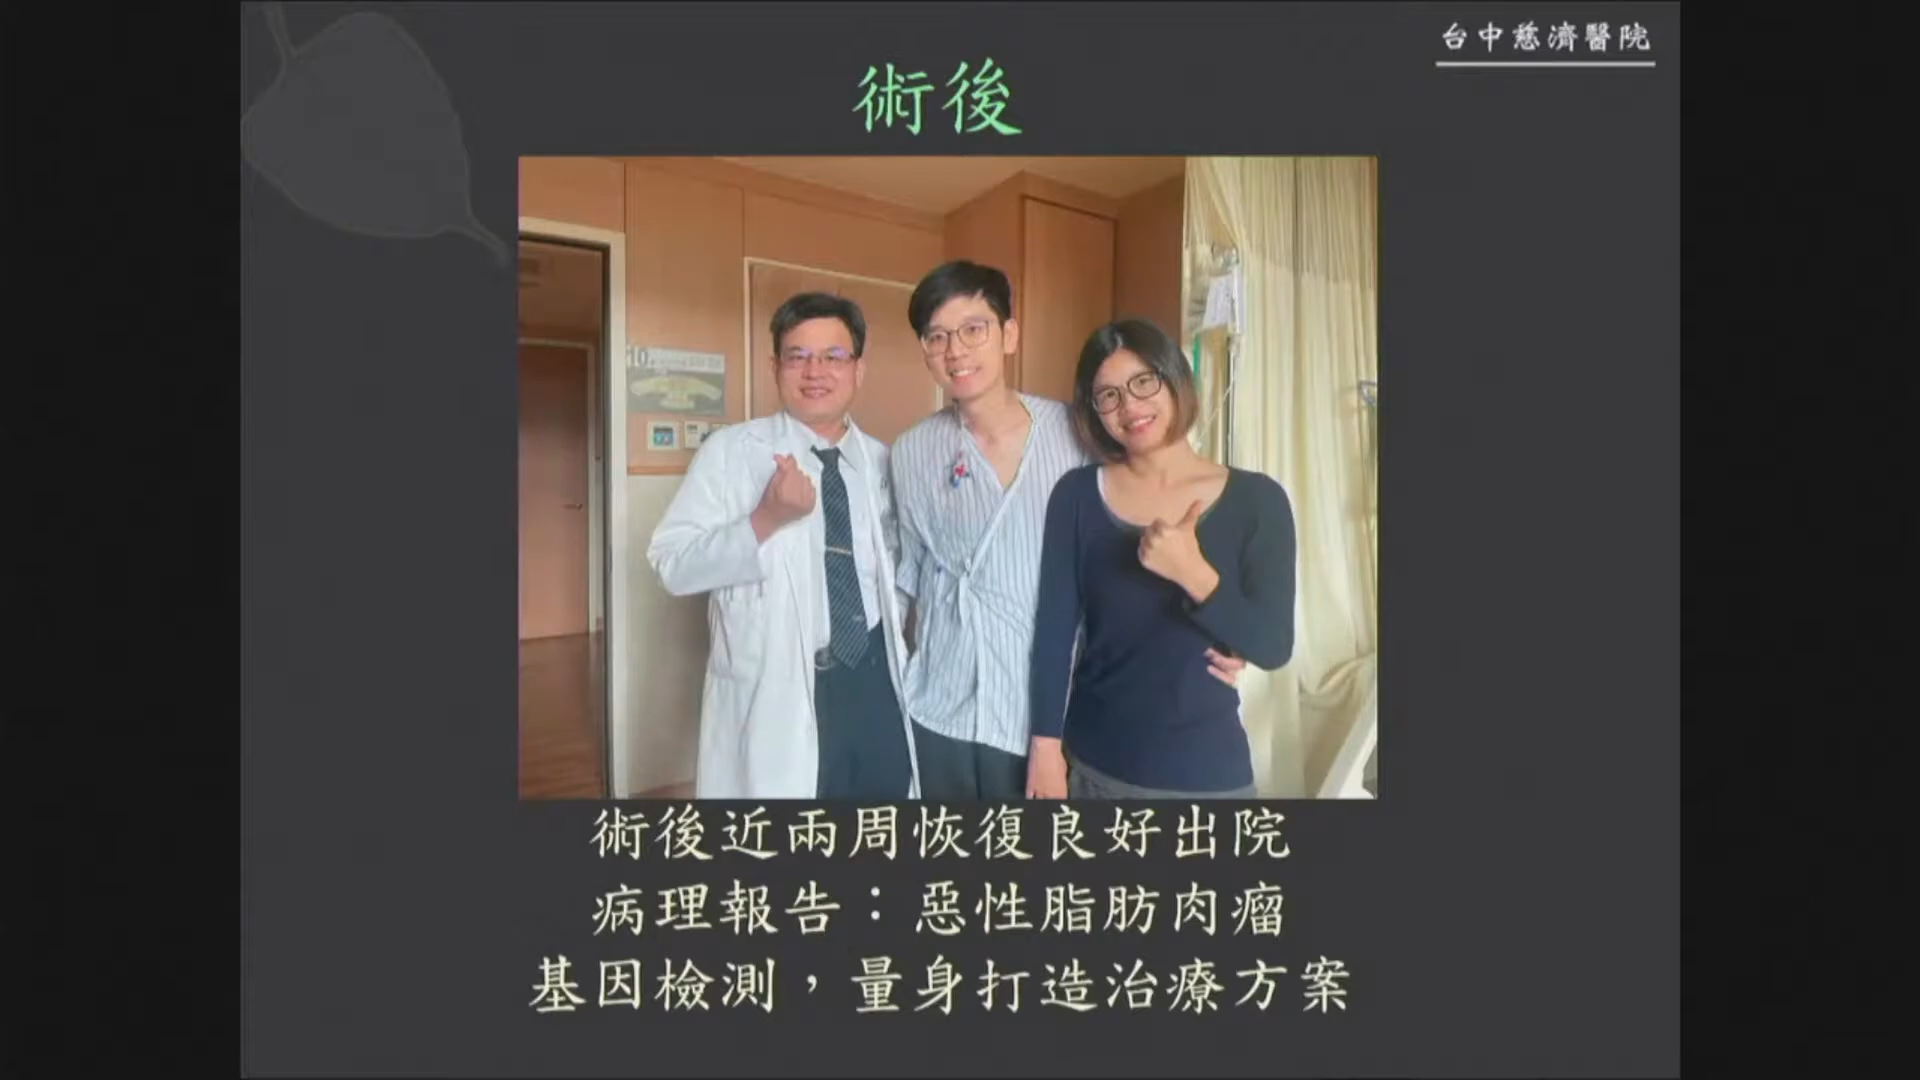 台中慈濟醫院
術後
10
術後近兩周恢復良好出院
病理報告：惡性脂肪肉瘤
基因檢測，量身打造治療方案